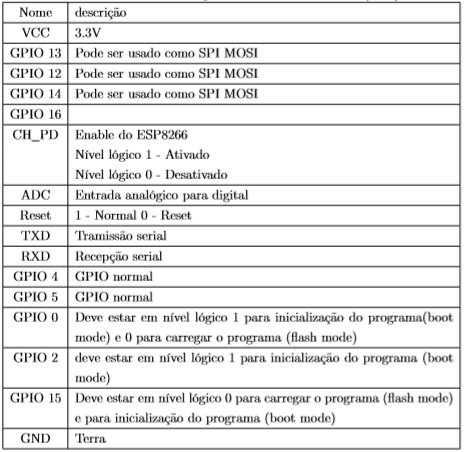 Nome descrição
VCC 3.3V
GPIO 13 Pode ser usado como SPI MOSI
GPIO 12 Pode ser usado como SPI MOSI
GPIO 14 Pode ser usado como SPI MOSI
GPIO 16
CH_PD Enable do ESP8266
Nível lógico 1 - Ativado
Nível lógico 0 - Desativado
ADC Entrada analógico para digital
Reset 1 - Normal 0 - Reset
TXD Tramissão serial
RXD Recepção serial
GPIO 4 GPIO normal
GPIO 5 GPIO normal
GPIO 0 Deve estar em nível lógico 1 para inicialização do programa(boot
mode) e 0 para carregar o programa (flash mode)
GPIO 2 deve estar em nível lógico 1 para inicialização do programa (boot
mode)
GPIO 15 Deve estar em nível lógico 0 para carregar o programa (flash mode)
e para inicialização do programa (boot mode)
GND Terra